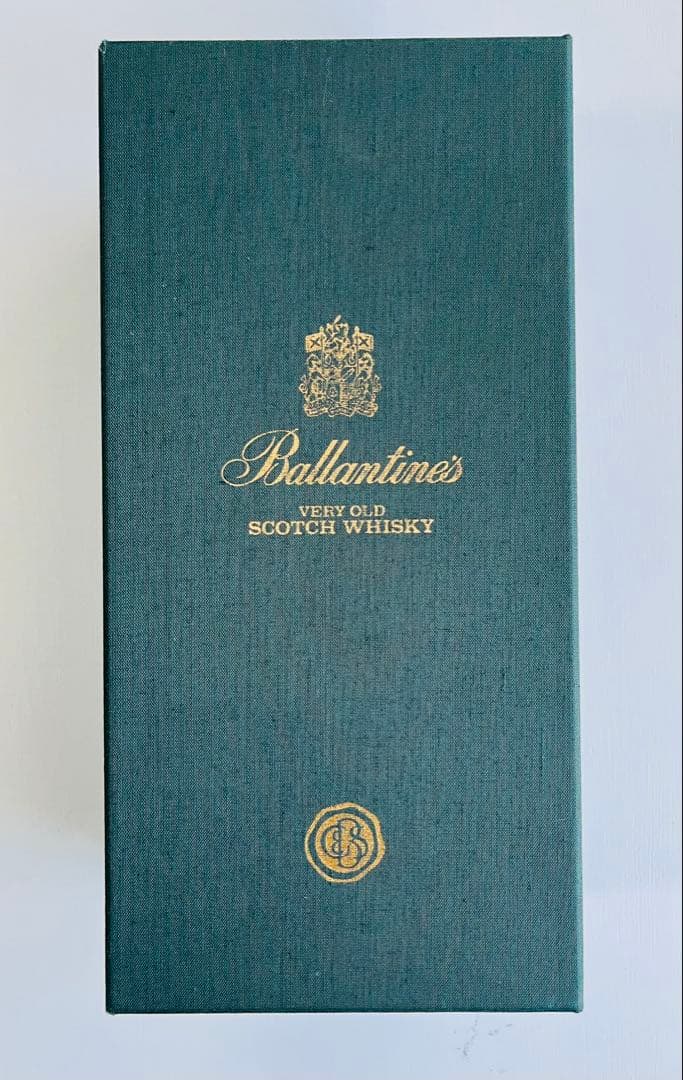 Ballantine's
VERY OLD
SCOTCH WHISKY